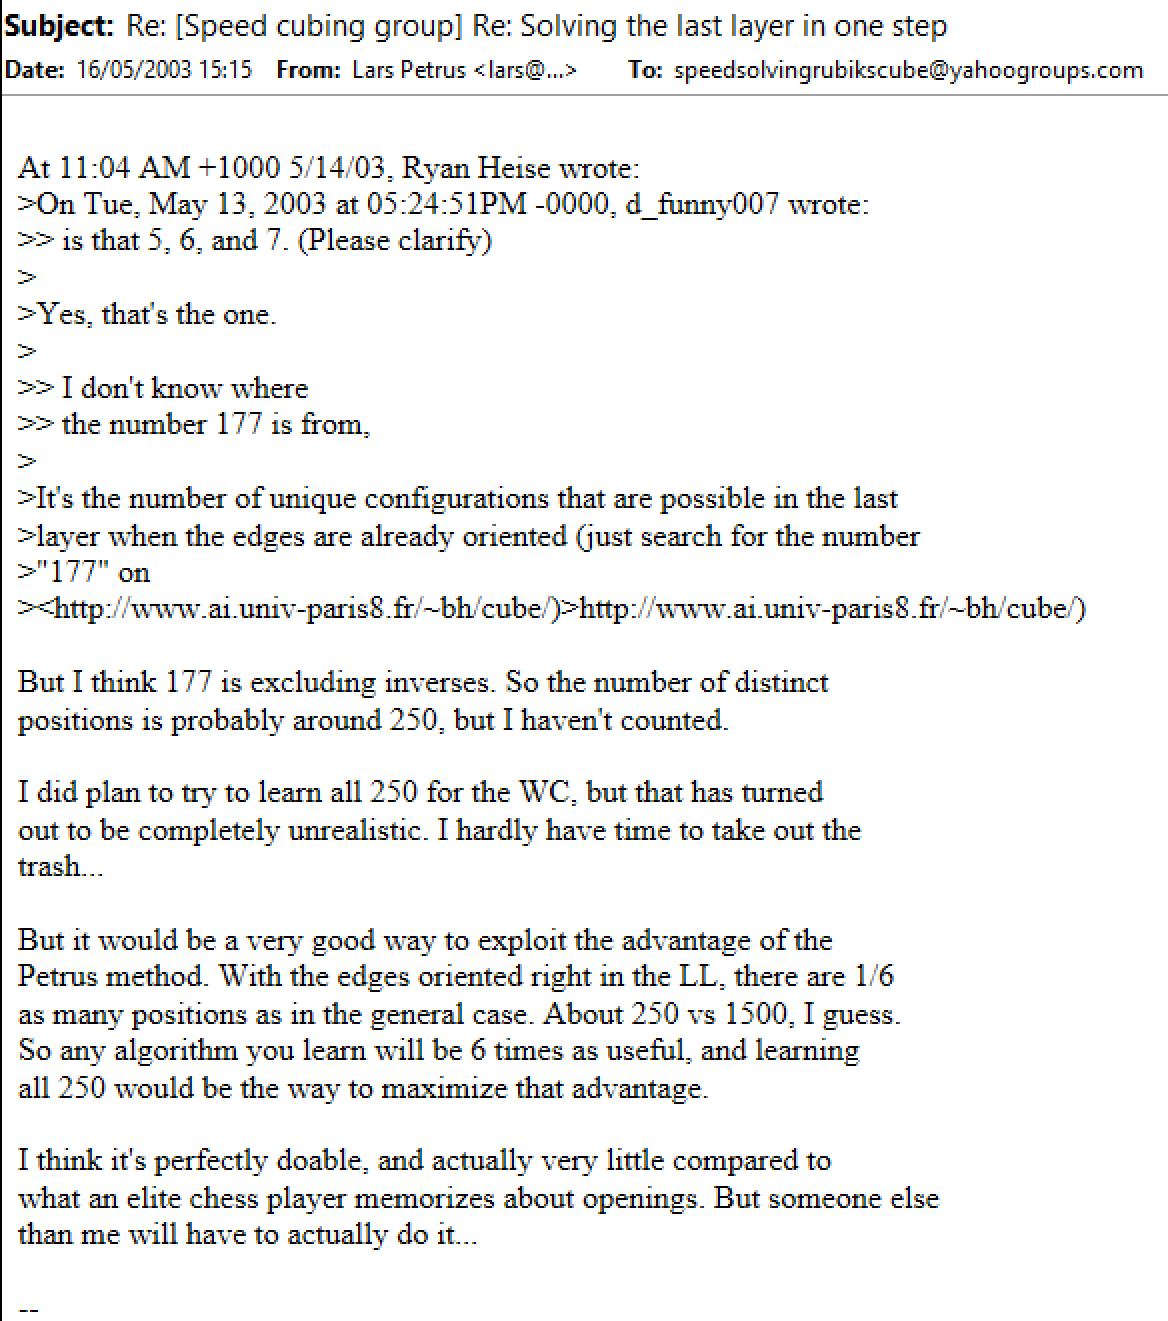 Subject: Re: [Speed cubing group] Re: Solving the last layer in one step
Date: 16/05/2003 15:15 From: Lars Petrus <lars@...> To: speedsolvingrubikscube@yahoogroups.com
At 11:04 AM +1000 5/14/03, Ryan Heise wrote:
>On Tue, May 13, 2003 at 05:24:51PM -0000, d_funny007 wrote:
>> is that 5, 6, and 7. (Please clarify)
>
>Yes, that's the one.
>
>> I don't know where
>> the number 177 is from,
>
>It's the number of unique configurations that are possible in the last
>layer when the edges are already oriented (just search for the number
>"177" on
><http://www.ai.univ-paris8.fr/~bh/cube/)>http://www.ai.univ-paris8.fr/~bh/cube/)
But I think 177 is excluding inverses. So the number of distinct
positions is probably around 250, but I haven't counted.
I did plan to try to learn all 250 for the WC, but that has turned
out to be completely unrealistic. I hardly have time to take out the
trash...
But it would be a very good way to exploit the advantage of the
Petrus method. With the edges oriented right in the LL, there are 1/6
as many positions as in the general case. About 250 vs 1500, I guess.
So any algorithm you learn will be 6 times as useful, and learning
all 250 would be the way to maximize that advantage.
I think it's perfectly doable, and actually very little compared to
what an elite chess player memorizes about openings. But someone else
than me will have to actually do it...
--